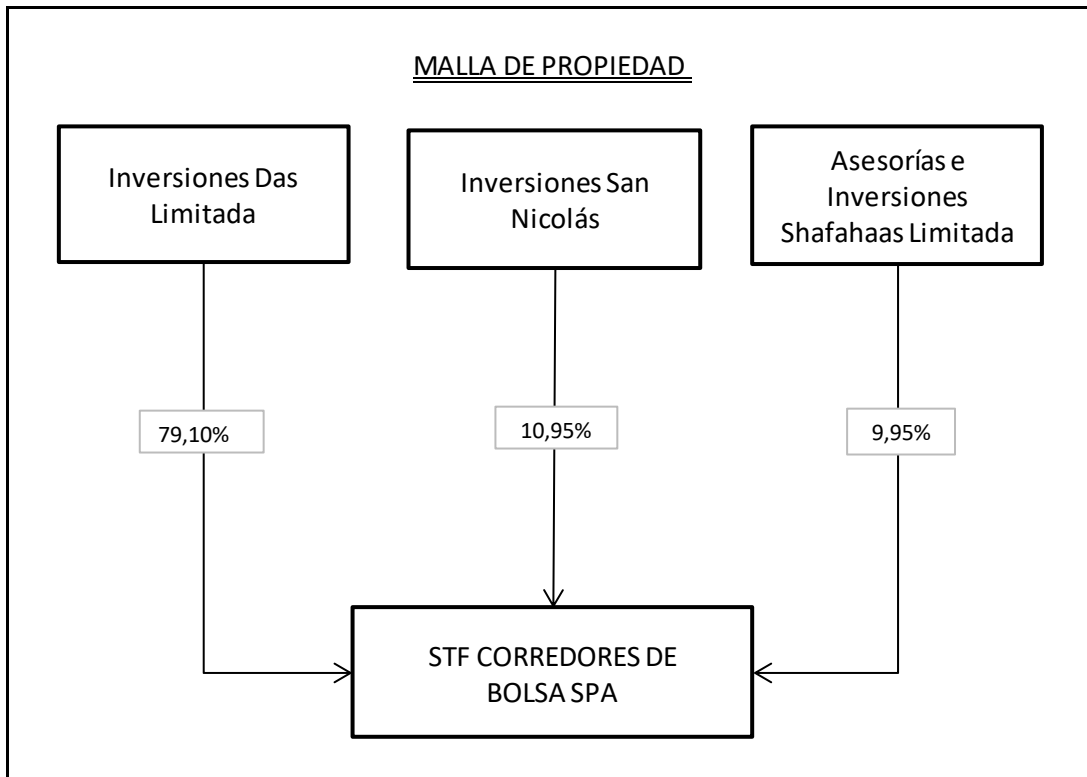 MALLA DE PROPIEDAD
Inversiones Das
Limitada
Inversiones San
Nicolás
Asesorías e
Inversiones
Shafahaas Limitada
79,10%
10,95%
9,95%
STF CORREDORES DE
BOLSA SPA